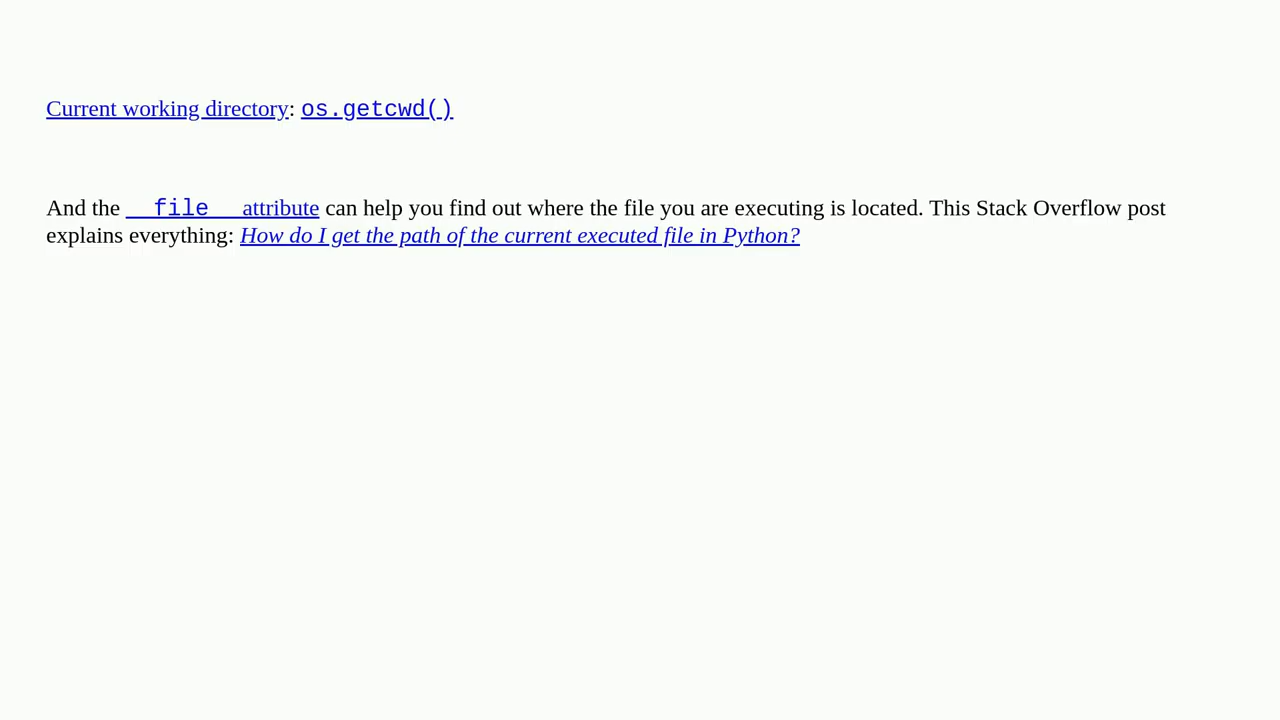 Current working directory: os.getcwd()
And the __file__ attribute can help you find out where the file you are executing is located. This Stack Overflow post
explains everything: How do I get the path of the current executed file in Python?